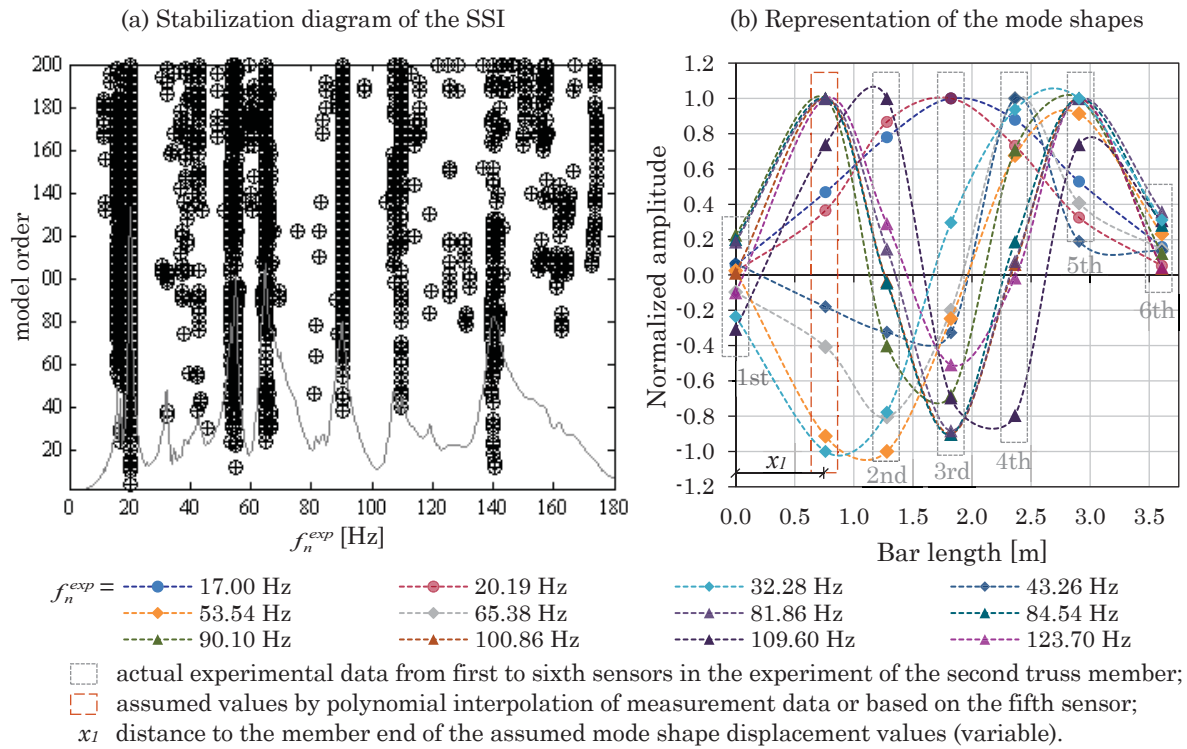 (a) Stabilization diagram of the SSI
(b) Representation of the mode shapes
model order
200
180
160
140
20
00
80
60
40
20
0
20
40
60
80
100
120
140
160
180
f_n^exp [Hz]
Normalized amplitude
1.2
1.0
0.8
0.6
0.4
0.2
0.0
-0.2
-0.4
-0.6
-0.8
-1.0
-1.2
1st
2nd
3rd
4th
5th
6th
x1
0.0 0.5 1.0 1.5 2.0 2.5 3.0 3.5
Bar length [m]
f_n^exp = 17.00 Hz 20.19 Hz 32.28 Hz 43.26 Hz
53.54 Hz 65.38 Hz 81.86 Hz 84.54 Hz
90.10 Hz 100.86 Hz 109.60 Hz 123.70 Hz
actual experimental data from first to sixth sensors in the experiment of the second truss member;
assumed values by polynomial interpolation of measurement data or based on the fifth sensor;
x1 distance to the member end of the assumed mode shape displacement values (variable).